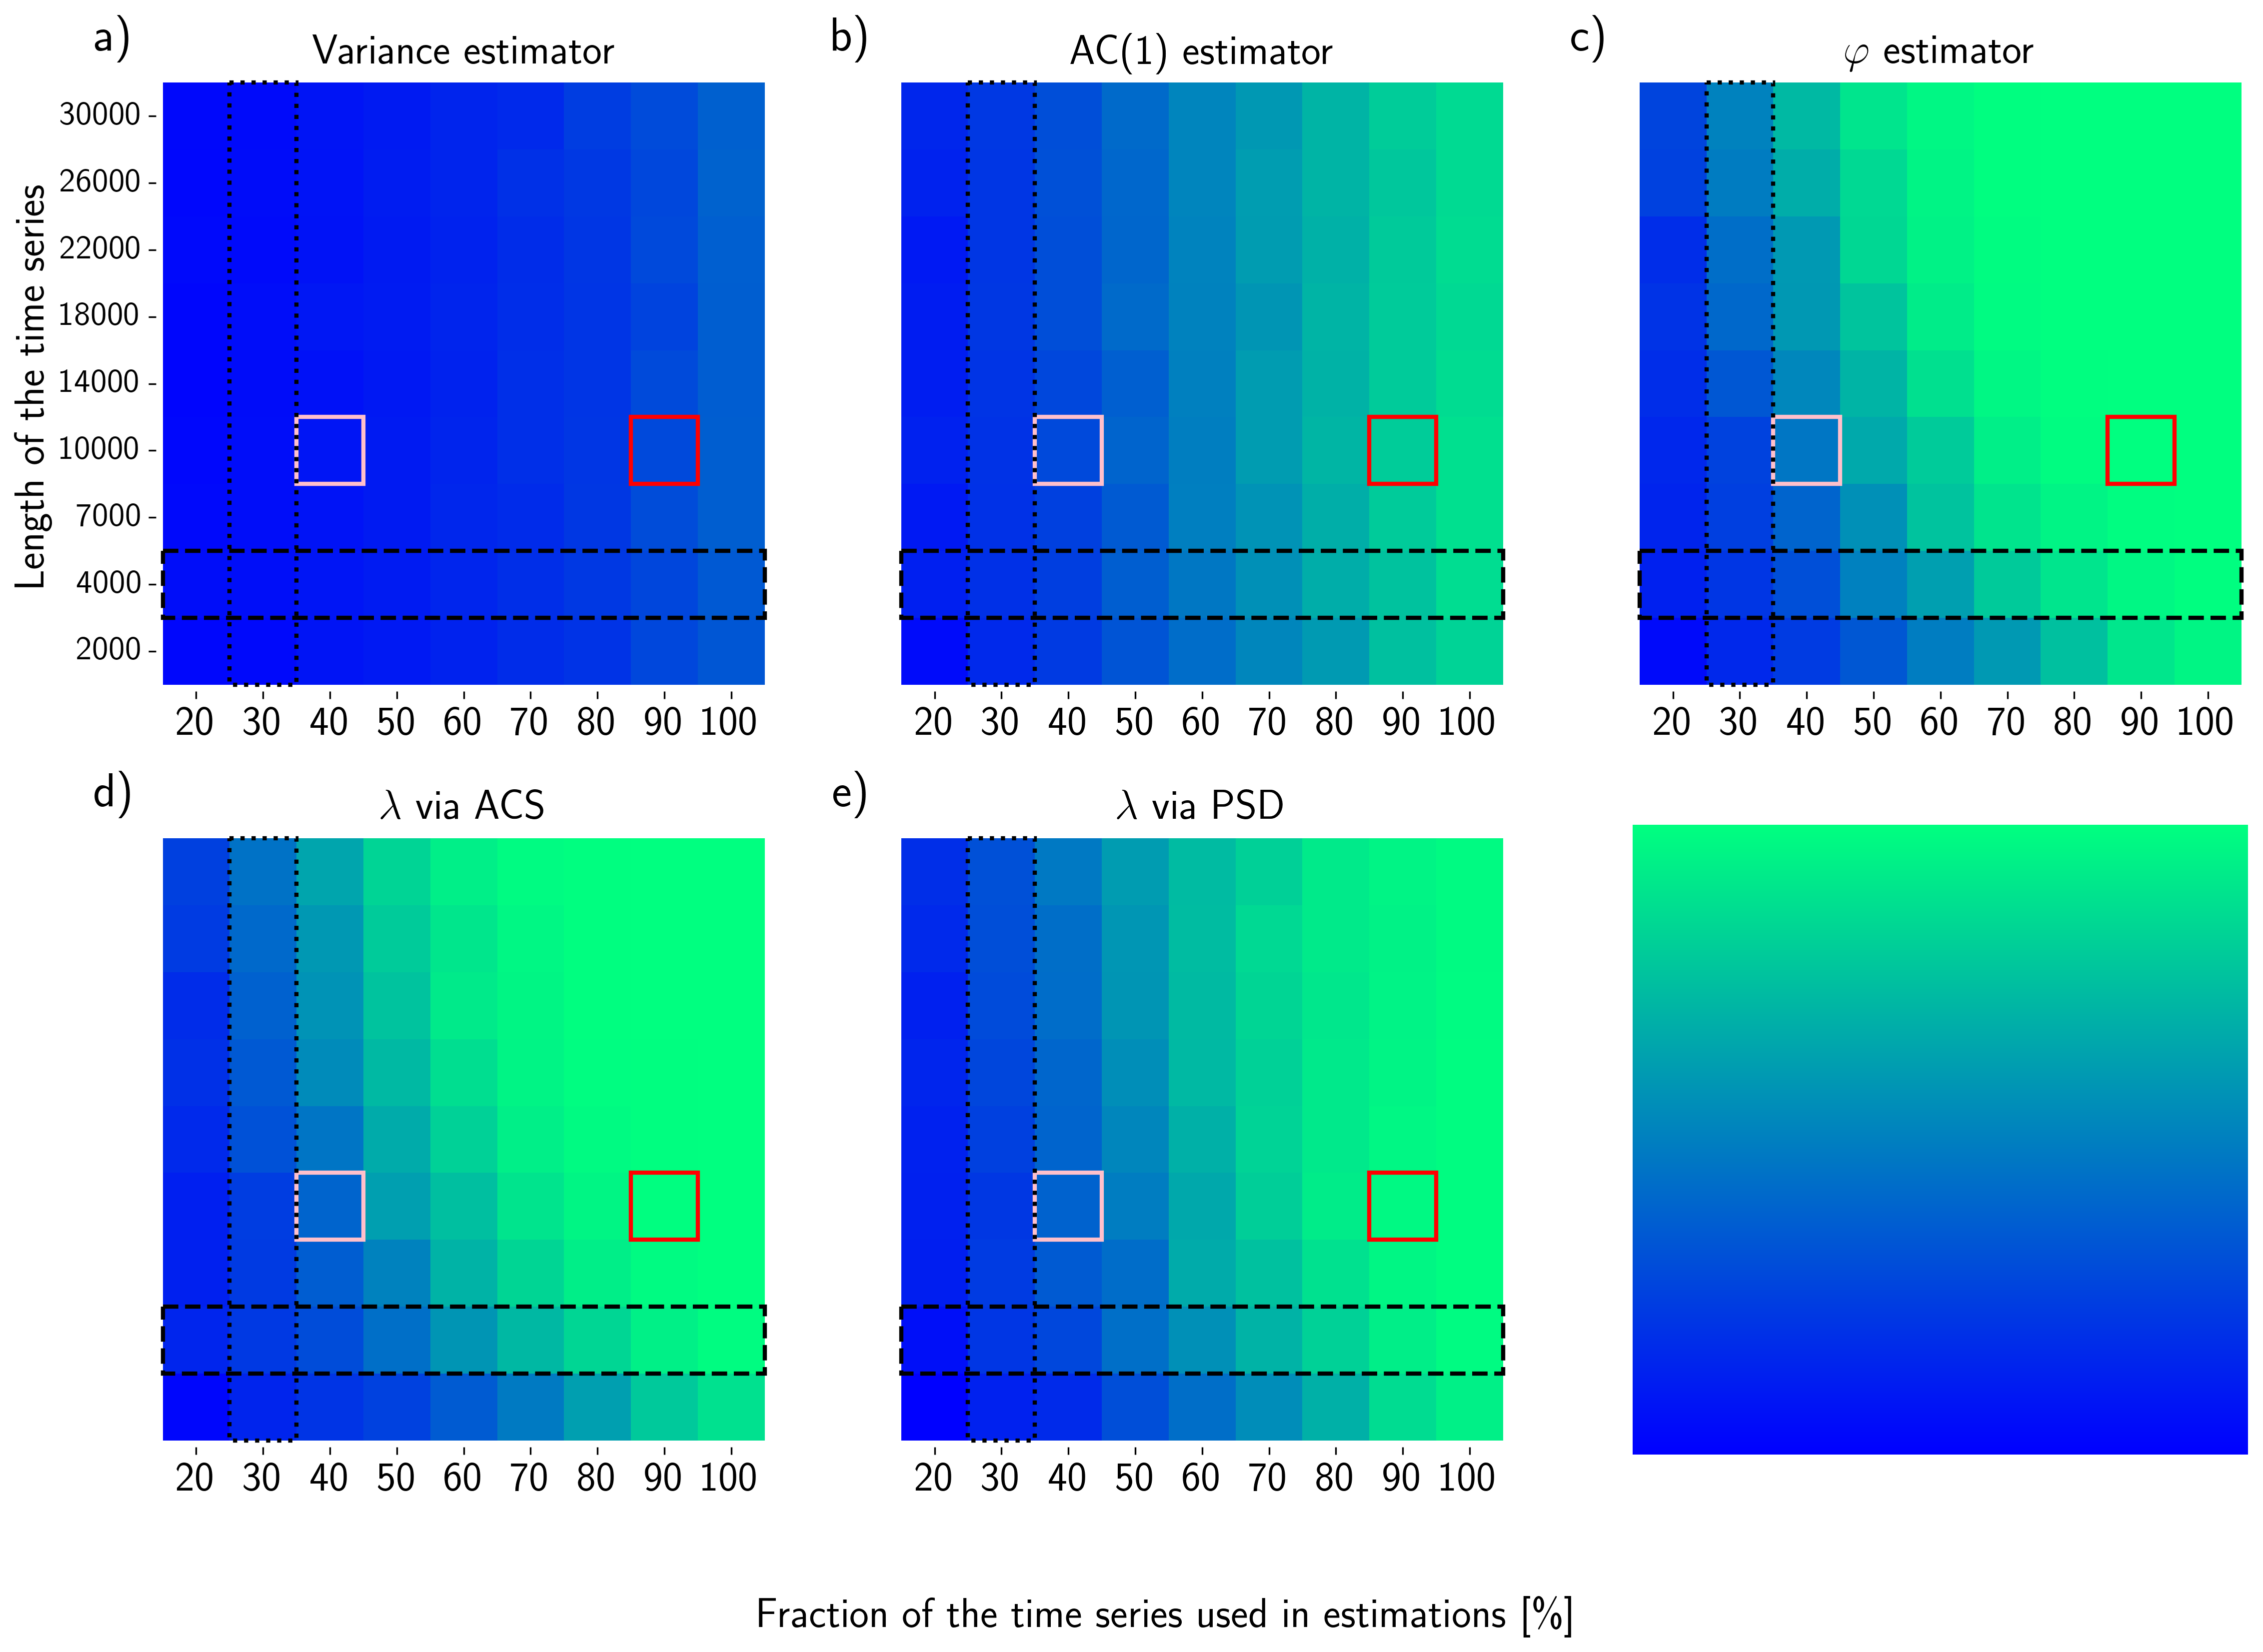 a)
Variance estimator
b)
AC(1) estimator
c)
φ estimator
Length of the time series
30000
26000
22000
18000
14000
10000
7000
4000
2000
20 30 40 50 60 70 80 90 100
20 30 40 50 60 70 80 90 100
20 30 40 50 60 70 80 90 100
d)
λ via ACS
e)
λ via PSD
20 30 40 50 60 70 80 90 100
20 30 40 50 60 70 80 90 100
Fraction of the time series used in estimations [%]